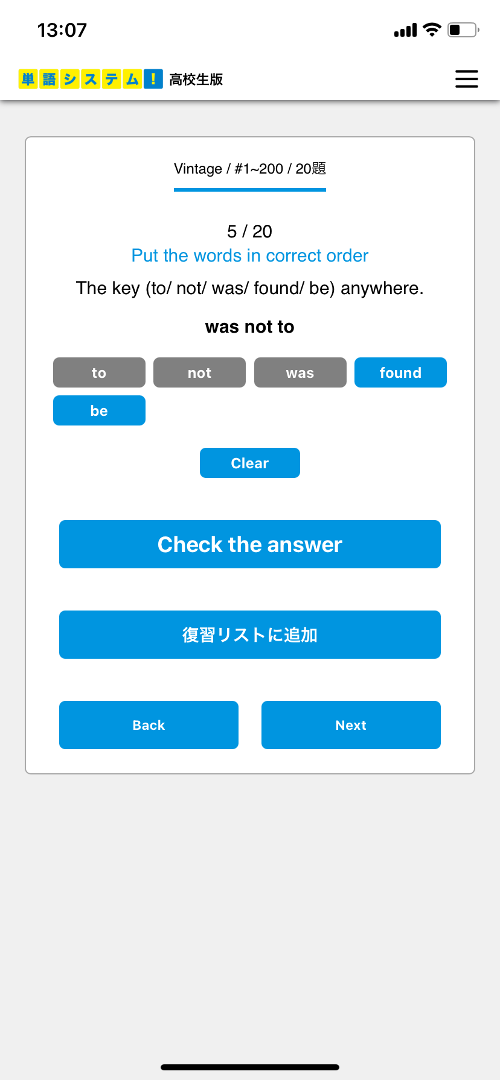 13:07
単語システム! 高校生版
Vintage / #1~200 / 20題
5 / 20
Put the words in correct order
The key (to/ not/ was/ found/ be) anywhere.
was not to
to not was found
be
Clear
Check the answer
復習リストに追加
Back Next